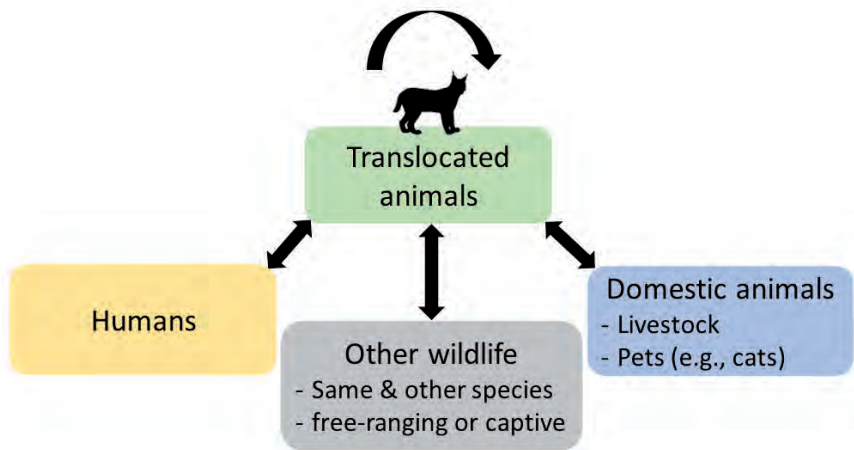 Translocated
animals
Humans
Other wildlife
- Same & other species
- free-ranging or captive
Domestic animals
- Livestock
- Pets (e.g., cats)